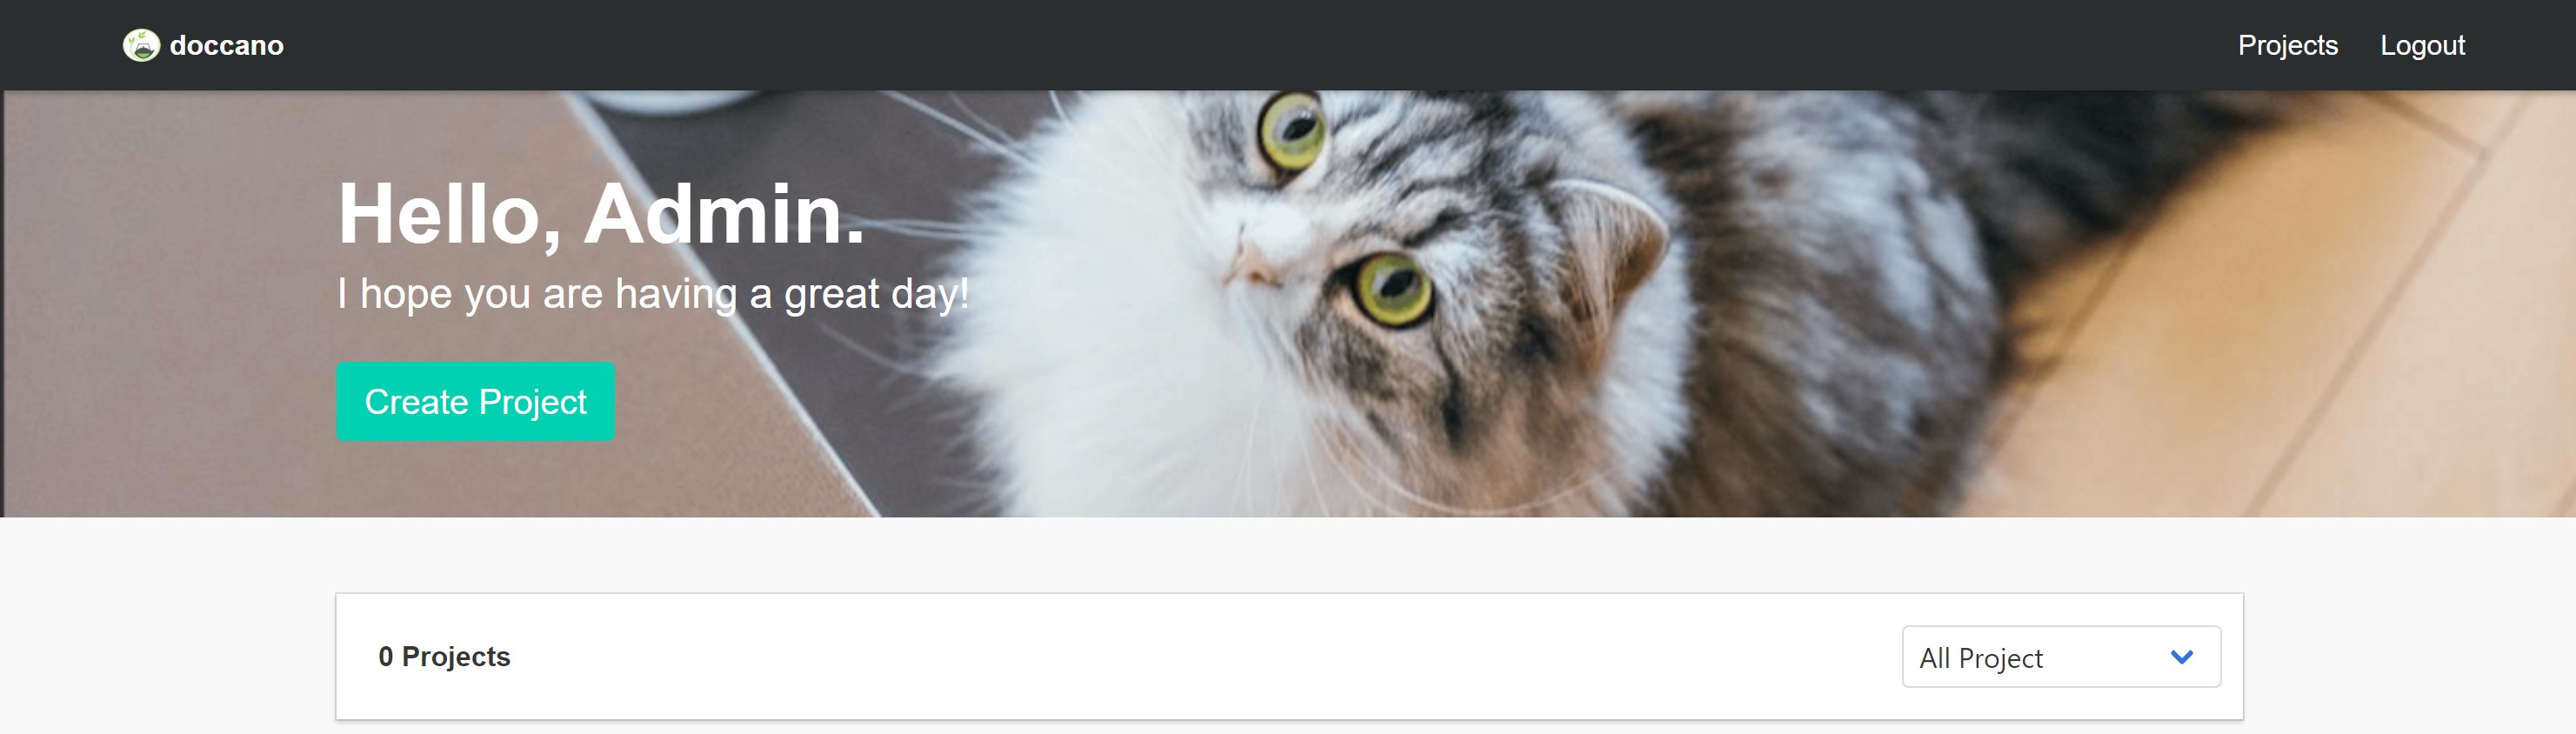 doccano
Projects
Logout
Hello, Admin.
I hope you are having a great day!
Create Project
0 Projects
All Project